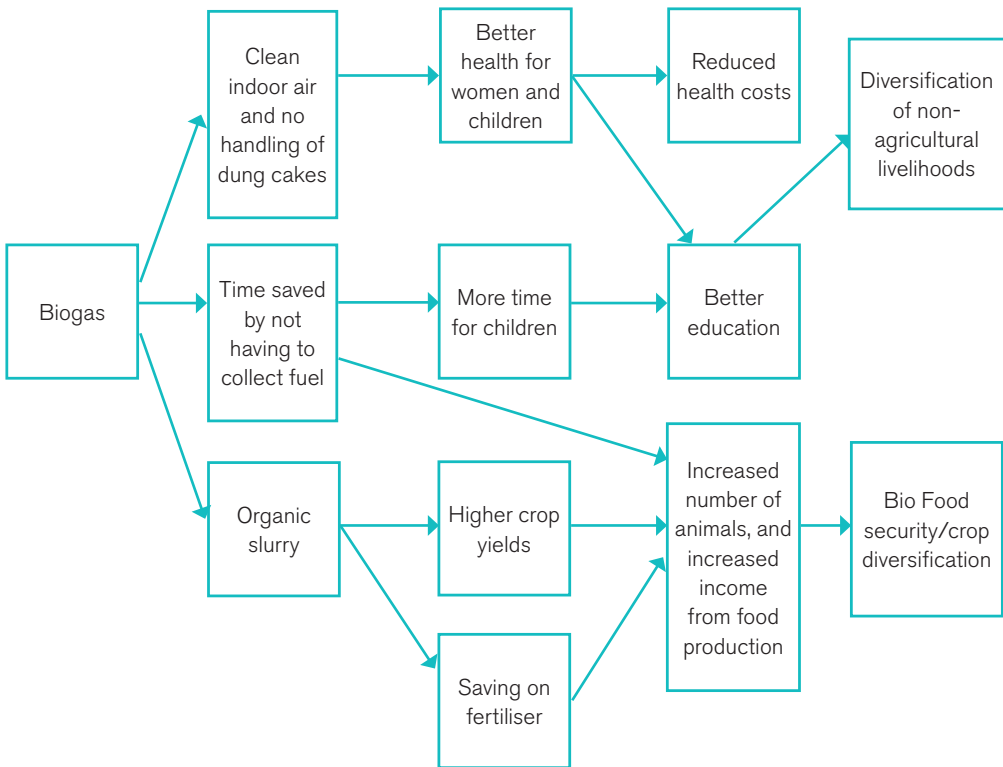 Clean
indoor air
and no
handling of
dung cakes
Better
health for
women and
children
Reduced
health costs
Diversification
of non-
agricultural
livelihoods
Biogas
Time saved
by not
having to
collect fuel
More time
for children
Better
education
Organic
slurry
Higher crop
yields
Increased
number of
animals, and
increased
income
from food
production
Bio Food
security/crop
diversification
Saving on
fertiliser